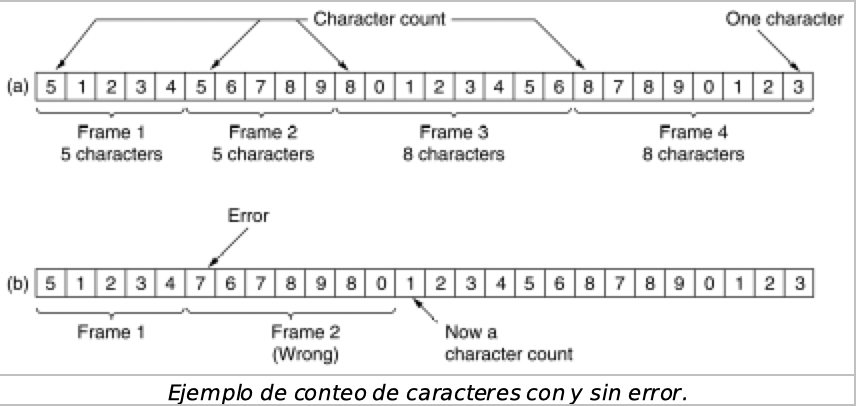 Character count
One character
(a) 5 1 2 3 4 5 6 7 8 9 8 0 1 2 3 4 5 6 8 7 8 9 0 1 2 3
Frame 1
5 characters
Frame 2
5 characters
Frame 3
8 characters
Frame 4
8 characters
Error
(b) 5 1 2 3 4 7 6 7 8 9 8 0 1 2 3 4 5 6 8 7 8 9 0 1 2 3
Frame 1
Frame 2
(Wrong)
Now a
character count
Ejemplo de conteo de caracteres con y sin error.